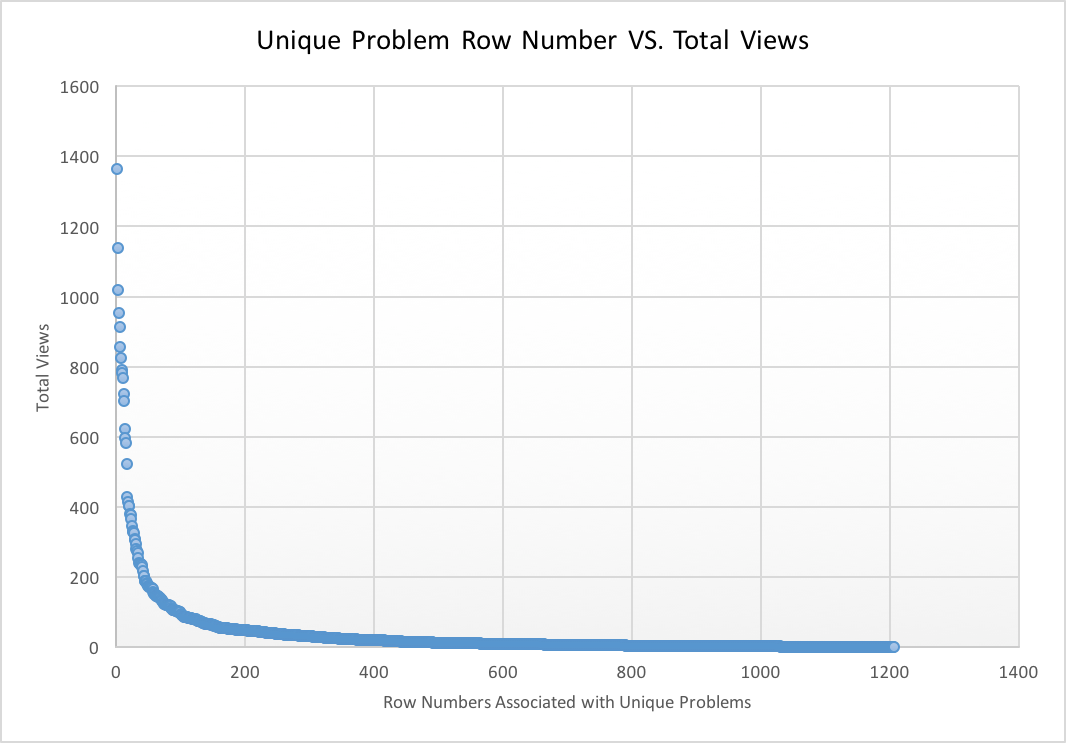 Unique Problem Row Number VS. Total Views
1600
1400
1200
1000
800
600
400
200
0
Total Views
0 200 400 600 800 1000 1200 1400
Row Numbers Associated with Unique Problems